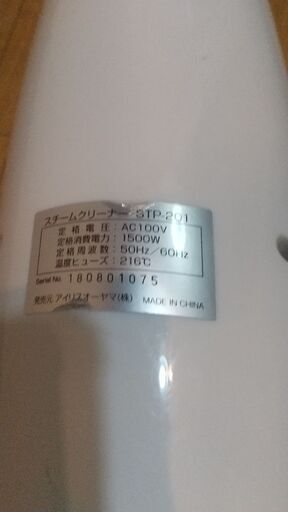 スチームクリーナー STP-201
定格電圧：AC100V
定格消費電力：1500W
定格周波数：50Hz/60Hz
温度ヒューズ：216℃
Serial No. 180801075
発売元 アイリスオーヤマ(株) MADE IN CHINA